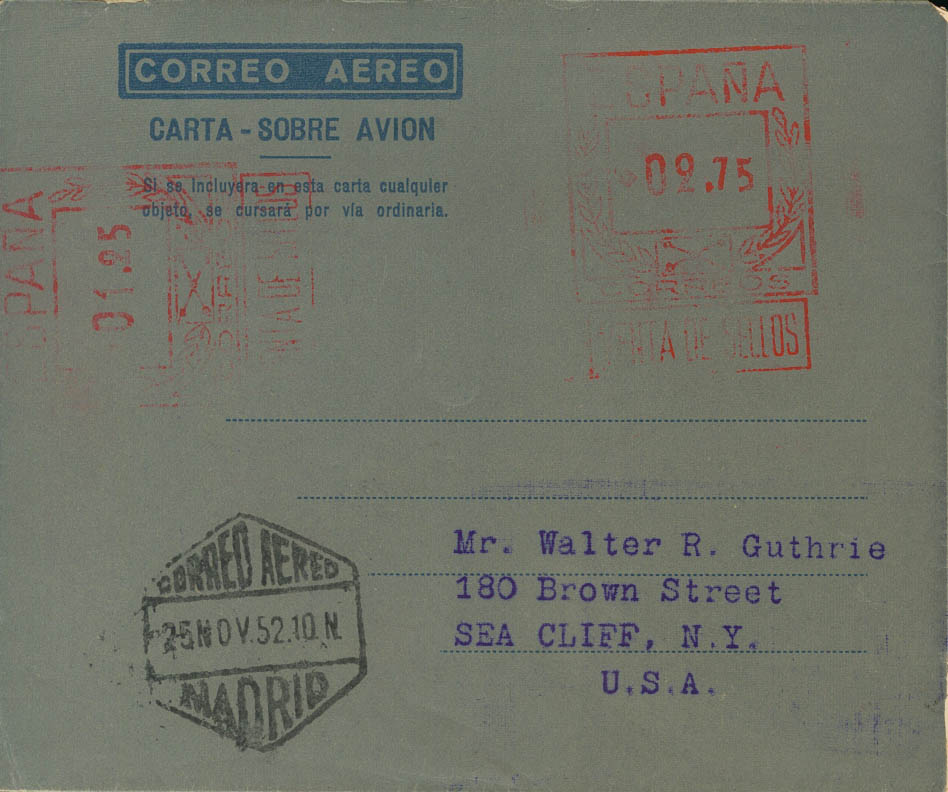 CORREO AEREO
CARTA - SOBRE AVION
Si se incluyera en esta carta cualquier
objeto, se cursará por vía ordinaria.
ESPAÑA
02.75
CORREOS
VENTA DE SELLOS
ESPAÑA
01.25
Mr. Walter R. Guthrie
180 Brown Street
SEA CLIFF, N.Y.
U.S.A.
CORREO AEREO
25 NOV.52.10 N.
MADRID